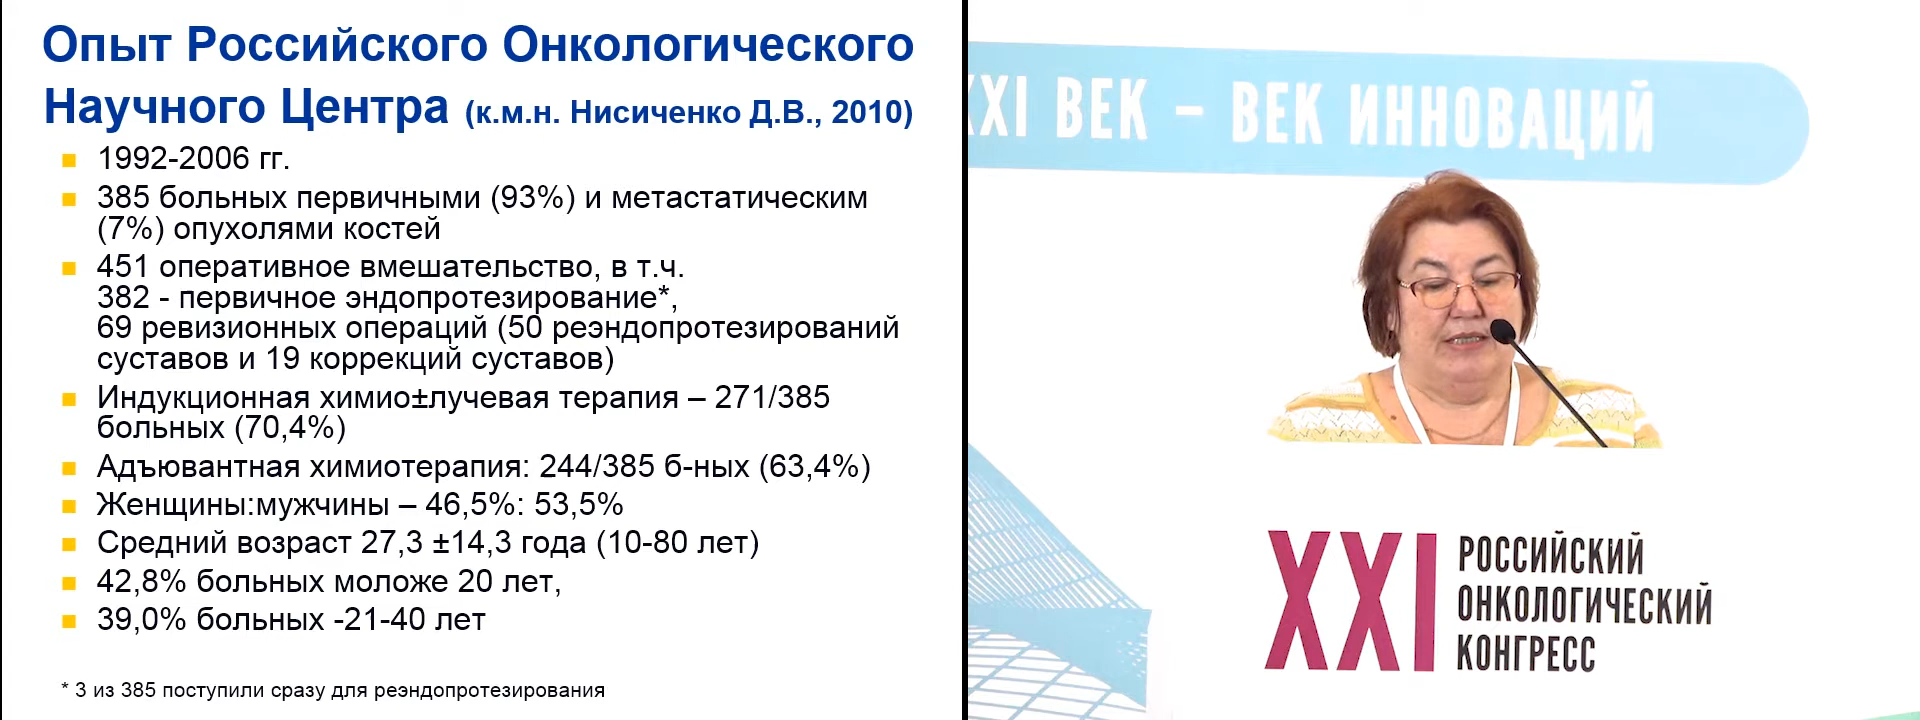 Опыт Российского Онкологического
Научного Центра (к.м.н. Нисиченко Д.В., 2010)
1992-2006 гг.
385 больных первичными (93%) и метастатическим
(7%) опухолями костей
451 оперативное вмешательство, в т.ч.
382 - первичное эндопротезирование*,
69 ревизионных операций (50 реэндопротезирований
суставов и 19 коррекций суставов)
Индукционная химио±лучевая терапия – 271/385
больных (70,4%)
Адъювантная химиотерапия: 244/385 б-ных (63,4%)
Женщины:мужчины – 46,5%: 53,5%
Средний возраст 27,3 ±14,3 года (10-80 лет)
42,8% больных моложе 20 лет,
39,0% больных -21-40 лет
* 3 из 385 поступили сразу для реэндопротезирования
XXI ВЕК – ВЕК ИННОВАЦИЙ
XXI РОССИЙСКИЙ
ОНКОЛОГИЧЕСКИЙ
КОНГРЕСС